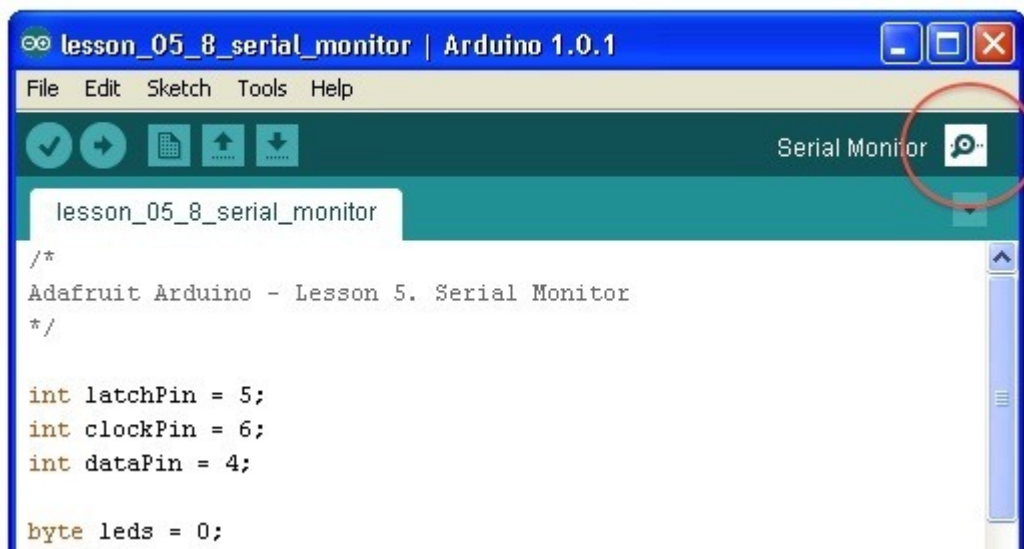 lesson_05_8_serial_monitor | Arduino 1.0.1
File Edit Sketch Tools Help
Serial Monitor
lesson_05_8_serial_monitor
/*
Adafruit Arduino - Lesson 5. Serial Monitor
*/
int latchPin = 5;
int clockPin = 6;
int dataPin = 4;
byte leds = 0;